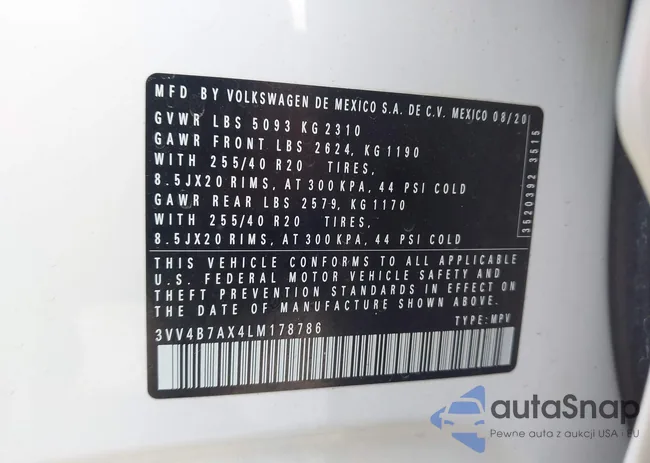 MFD BY VOLKSWAGEN DE MEXICO S.A. DE C.V. MEXICO 08/20
GVWR LBS 5093 KG 2310
GAWR FRONT LBS 2624, KG 1190
WITH 255/40 R20 TIRES,
8.5JX20 RIMS, AT 300 KPA, 44 PSI COLD
GAWR REAR LBS 2579, KG 1170
WITH 255/40 R20 TIRES,
8.5JX20 RIMS, AT 300 KPA, 44 PSI COLD
3520392 3515
THIS VEHICLE CONFORMS TO ALL APPLICABLE
U.S. FEDERAL MOTOR VEHICLE SAFETY AND
THEFT PREVENTION STANDARDS IN EFFECT ON
THE DATE OF MANUFACTURE SHOWN ABOVE.
3VV4B7AX4LM178786 TYPE: MPV
autaSnap
Pewne auta z aukcji USA · EU